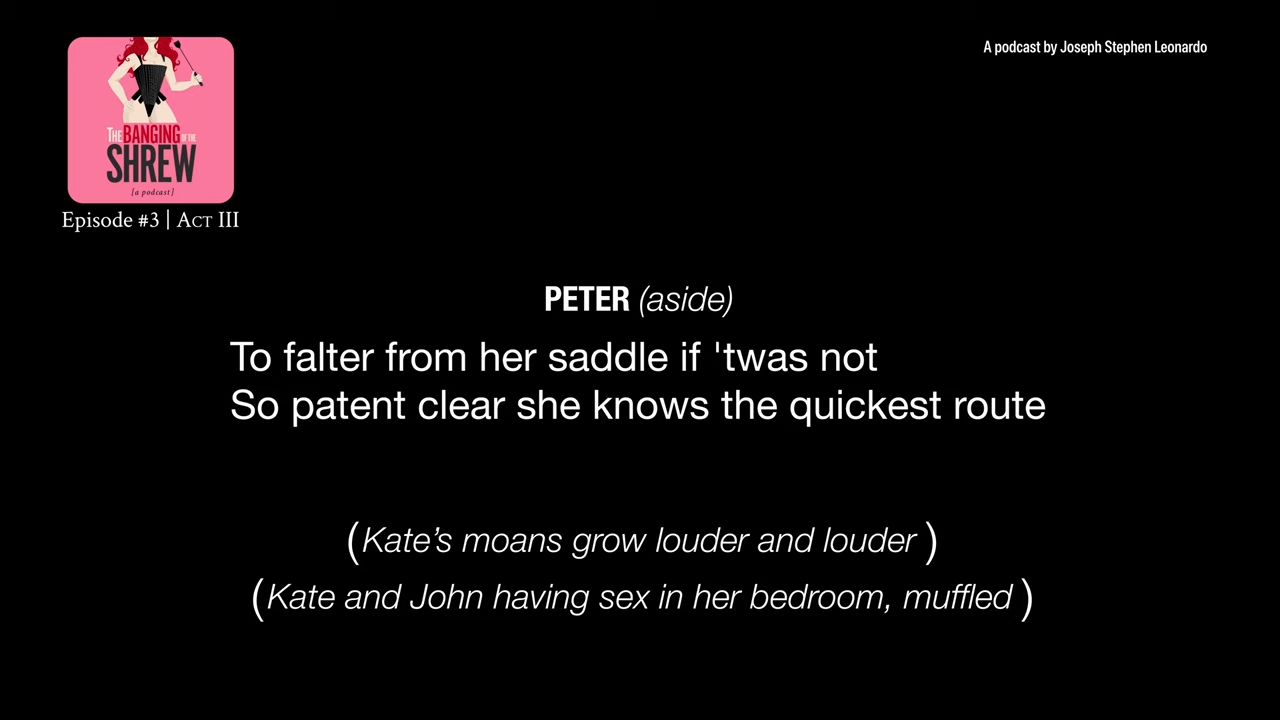 A podcast by Joseph Stephen Leonardo
THE BANGING OF THE
SHREW
[a podcast]
Episode #3 | ACT III
PETER (aside)
To falter from her saddle if 'twas not
So patent clear she knows the quickest route
(Kate’s moans grow louder and louder )
(Kate and John having sex in her bedroom, muffled )